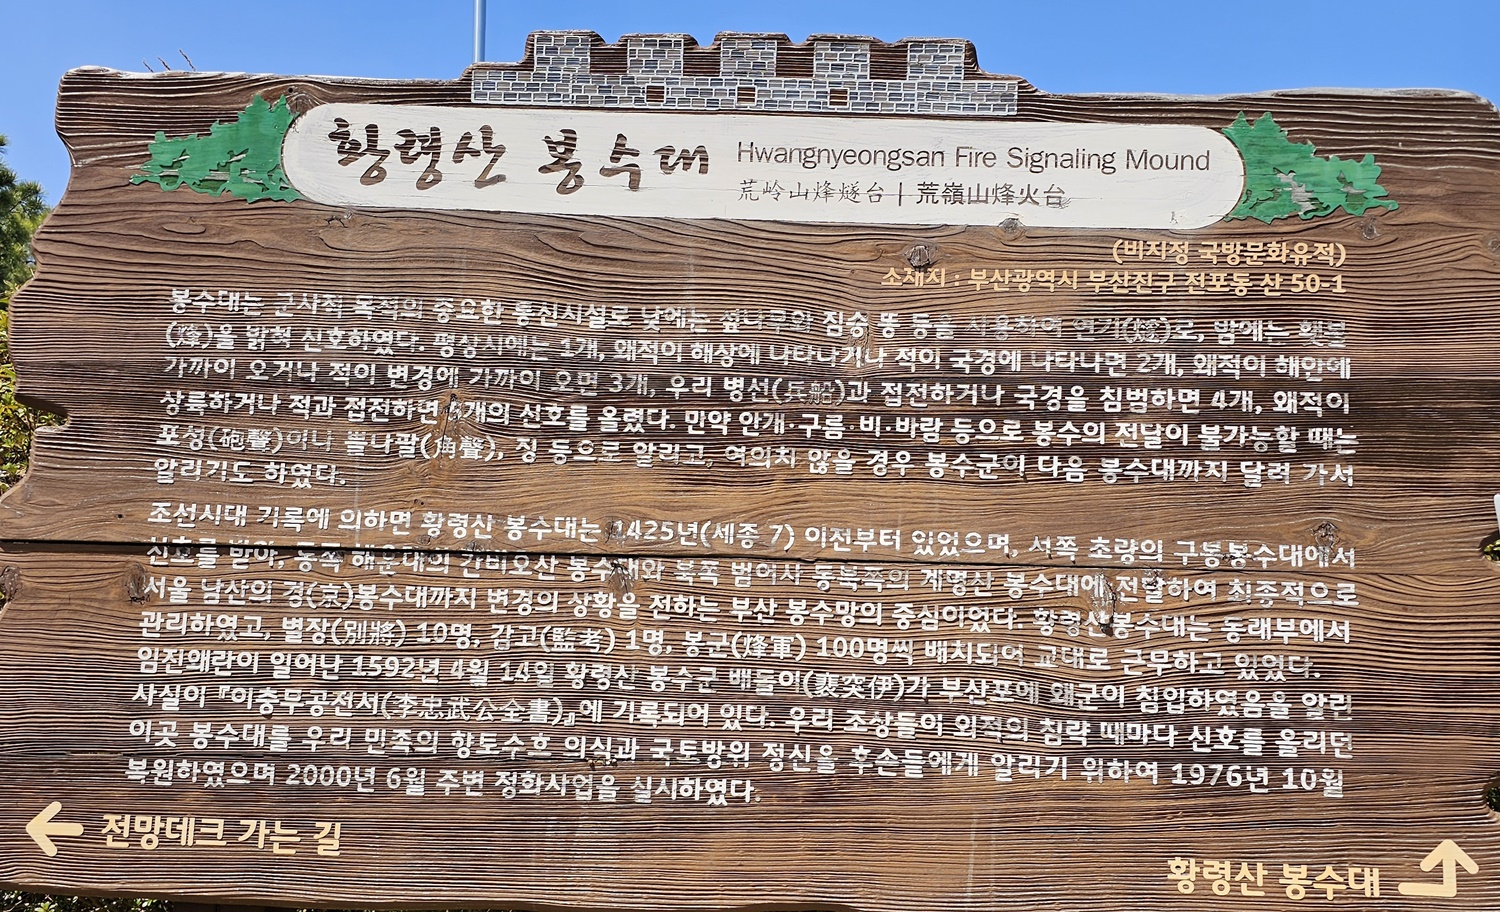 황령산 봉수대
Hwangnyeongsan Fire Signaling Mound
荒岭山烽燧台 | 荒嶺山烽火台
(비지정 국방문화유적)
소재지 : 부산광역시 부산진구 전포동 산 50-1
봉수대는 군사적 목적의 중요한 통신시설로 낮에는 섶나무와 짐승 똥 등을 사용하여 연기(煙)로, 밤에는 횃불
(烽)을 밝혀 신호하였다. 평상시에는 1개, 왜적이 해상에 나타나거나 적이 국경에 나타나면 2개, 왜적이 해안에
가까이 오거나 적이 변경에 가까이 오면 3개, 우리 병선(兵船)과 접전하거나 국경을 침범하면 4개, 왜적이
상륙하거나 적과 접전하면 5개의 신호를 올렸다. 만약 안개·구름·비·바람 등으로 봉수의 전달이 불가능할 때는
포성(砲聲)이나 뿔나팔(角聲), 징 등으로 알리고, 여의치 않을 경우 봉수군이 다음 봉수대까지 달려 가서
알리기도 하였다.
조선시대 기록에 의하면 황령산 봉수대는 1425년(세종 7) 이전부터 있었으며, 서쪽 초량의 구봉봉수대에서
신호를 받아, 동쪽 해운대의 간비오산 봉수대와 북쪽 범어사 동북쪽의 계명산 봉수대에 전달하여 최종적으로
서울 남산의 경(京)봉수대까지 변경의 상황을 전하는 부산 봉수망의 중심이었다. 황령산봉수대는 동래부에서
관리하였고, 별장(別將) 10명, 감고(監考) 1명, 봉군(烽軍) 100명씩 배치되어 교대로 근무하고 있었다.
임진왜란이 일어난 1592년 4월 14일 황령산 봉수군 배돌이(裵突伊)가 부산포에 왜군이 침입하였음을 알린
사실이 『이충무공전서(李忠武公全書)』에 기록되어 있다. 우리 조상들이 외적의 침략 때마다 신호를 올리던
이곳 봉수대를 우리 민족의 향토수호 의식과 국토방위 정신을 후손들에게 알리기 위하여 1976년 10월
복원하였으며 2000년 6월 주변 정화사업을 실시하였다.
← 전망데크 가는 길
황령산 봉수대